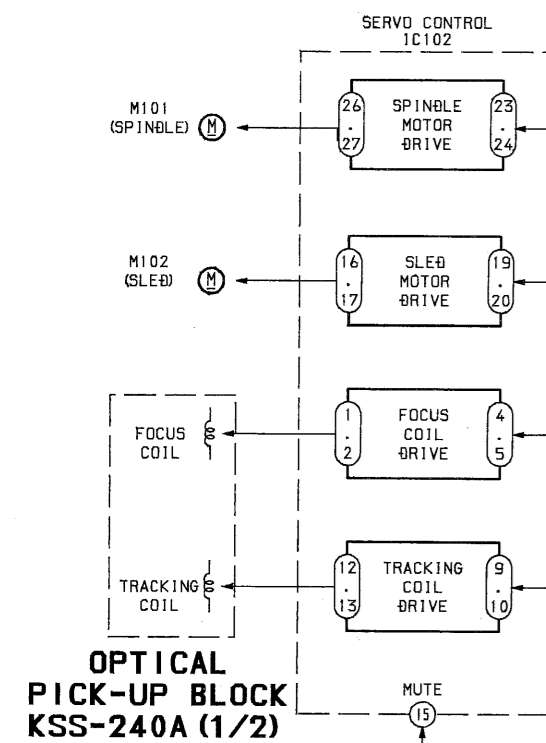 SERVO CONTROL
IC102
M101
(SPINDLE)
M
26
·
27
SPINDLE
MOTOR
DRIVE
23
·
24
M102
(SLED)
M
16
·
17
SLED
MOTOR
DRIVE
19
·
20
FOCUS
COIL
1
·
2
FOCUS
COIL
DRIVE
4
·
5
TRACKING
COIL
12
·
13
TRACKING
COIL
DRIVE
9
·
10
OPTICAL
PICK-UP BLOCK
KSS-240A (1/2)
MUTE
15